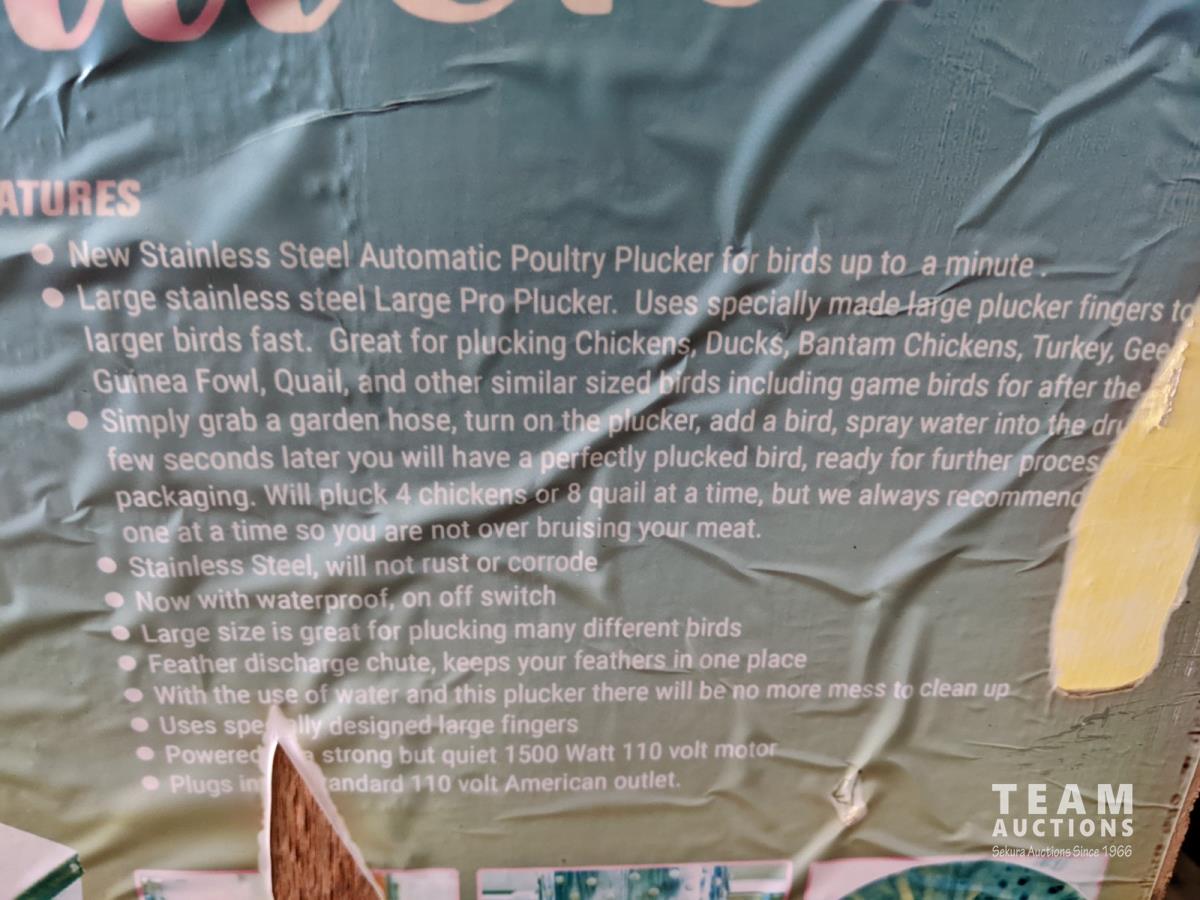 ATURES
● New Stainless Steel Automatic Poultry Plucker for birds up to a minute .
● Large stainless steel Large Pro Plucker. Uses specially made large plucker fingers to
larger birds fast. Great for plucking Chickens, Ducks, Bantam Chickens, Turkey, Gee
Guinea Fowl, Quail, and other similar sized birds including game birds for after the
● Simply grab a garden hose, turn on the plucker, add a bird, spray water into the dru
few seconds later you will have a perfectly plucked bird, ready for further proces
packaging. Will pluck 4 chickens or 8 quail at a time, but we always recommend
one at a time so you are not over bruising your meat.
● Stainless Steel, will not rust or corrode
● Now with waterproof, on off switch
● Large size is great for plucking many different birds
● Feather discharge chute, keeps your feathers in one place
● With the use of water and this plucker there will be no more mess to clean up
● Uses specially designed large fingers
● Powered a strong but quiet 1500 Watt 110 volt motor
● Plugs in andard 110 volt American outlet.
TEAM
AUCTIONS
Sekura Auctions Since 1966